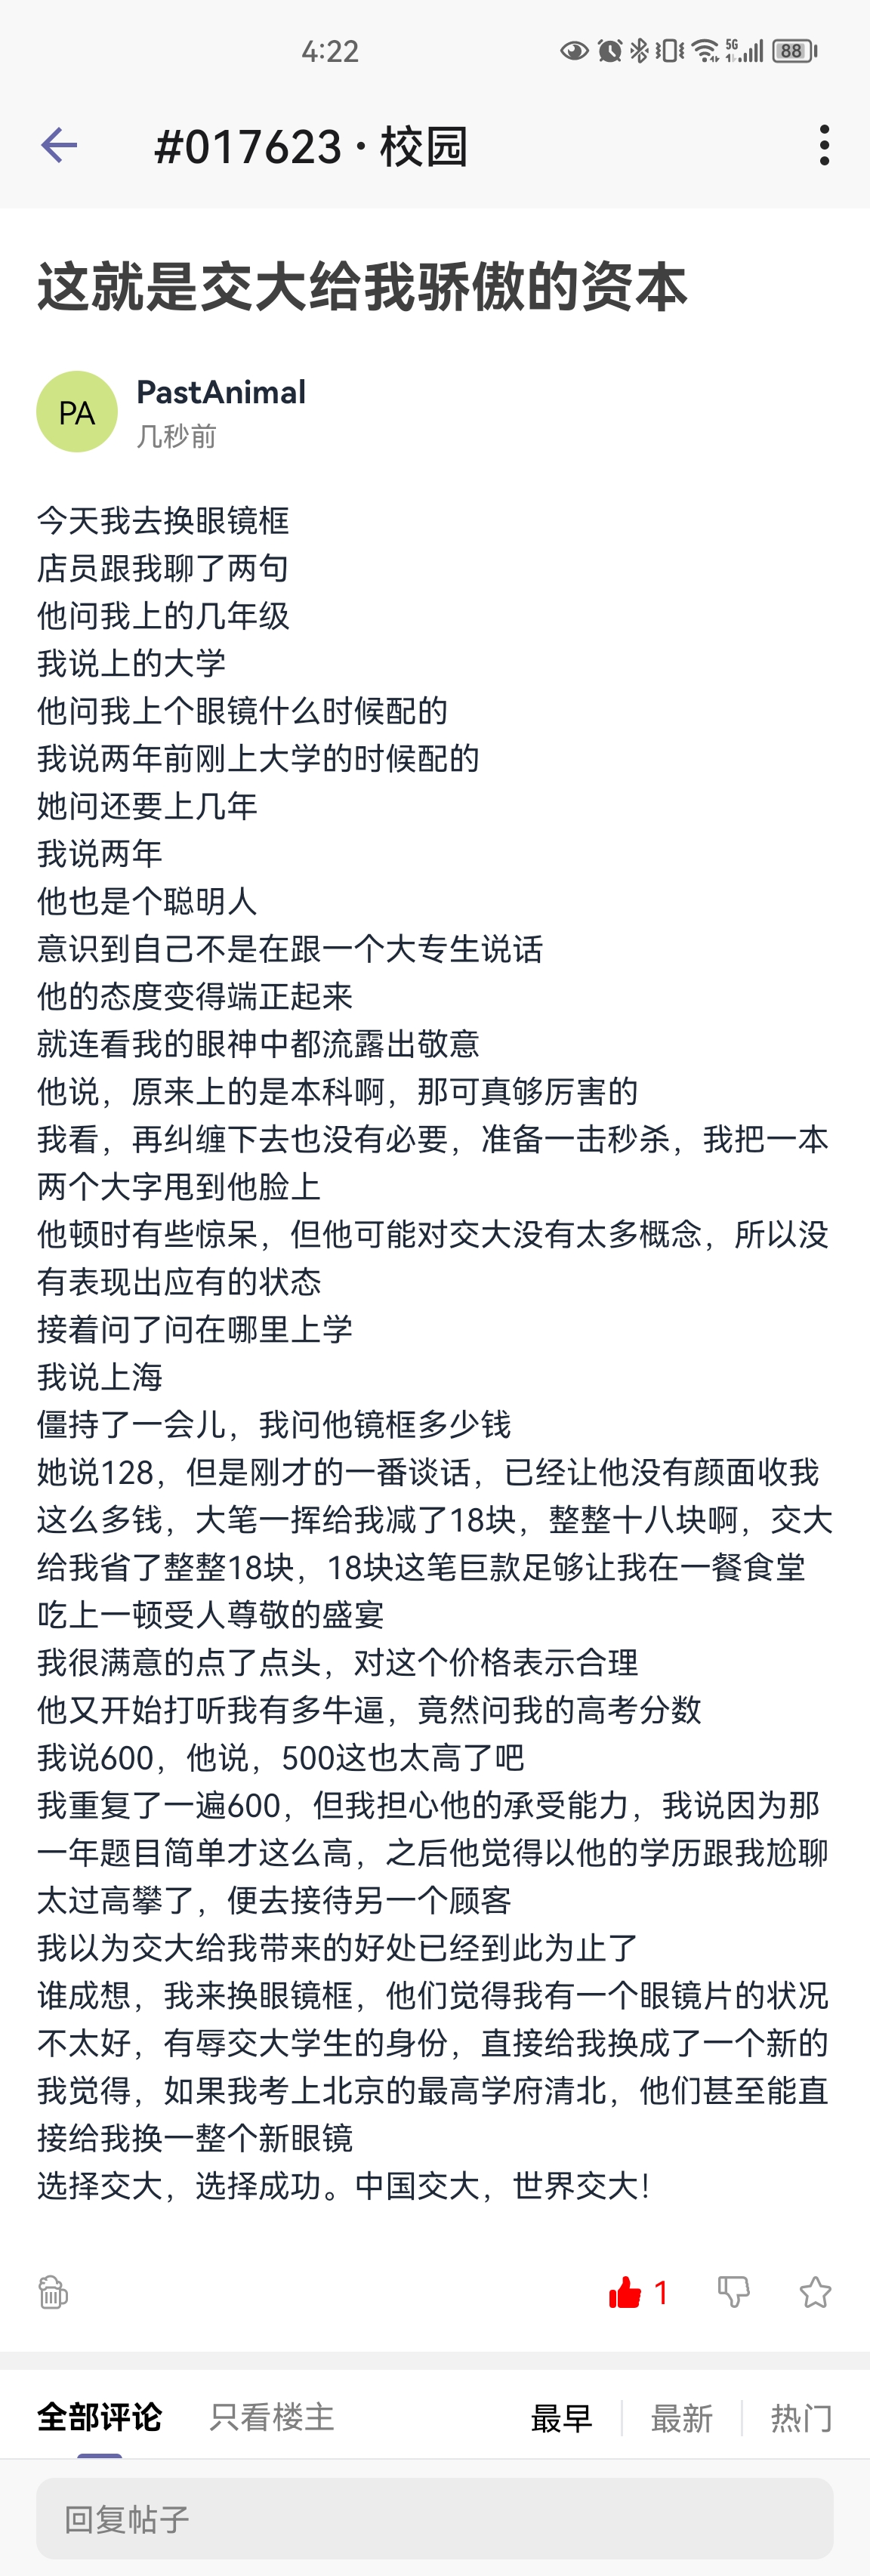 4:22
5G
88
#017623 · 校园
这就是交大给我骄傲的资本
PA
PastAnimal
几秒前
今天我去换眼镜框
店员跟我聊了两句
他问我上的几年级
我说上的大学
他问我上个眼镜什么时候配的
我说两年前刚上大学的时候配的
她问还要上几年
我说两年
他也是个聪明人
意识到自己不是在跟一个大专生说话
他的态度变得端正起来
就连看我的眼神中都流露出敬意
他说，原来上的是本科啊，那可真够厉害的
我看，再纠缠下去也没有必要，准备一击秒杀，我把一本
两个大字甩到他脸上
他顿时有些惊呆，但他可能对交大没有太多概念，所以没
有表现出应有的状态
接着问了问在哪里上学
我说上海
僵持了一会儿，我问他镜框多少钱
她说128，但是刚才的一番谈话，已经让他没有颜面收我
这么多钱，大笔一挥给我减了18块，整整十八块啊，交大
给我省了整整18块，18块这笔巨款足够让我在一餐食堂
吃上一顿受人尊敬的盛宴
我很满意的点了点头，对这个价格表示合理
他又开始打听我有多牛逼，竟然问我的高考分数
我说600，他说，500这也太高了吧
我重复了一遍600，但我担心他的承受能力，我说因为那
一年题目简单才这么高，之后他觉得以他的学历跟我尬聊
太过高攀了，便去接待另一个顾客
我以为交大给我带来的好处已经到此为止了
谁成想，我来换眼镜框，他们觉得我有一个眼镜片的状况
不太好，有辱交大学生的身份，直接给我换成了一个新的
我觉得，如果我考上北京的最高学府清北，他们甚至能直
接给我换一整个新眼镜
选择交大，选择成功。中国交大，世界交大！
1
全部评论 只看楼主 最早 最新 热门
回复帖子